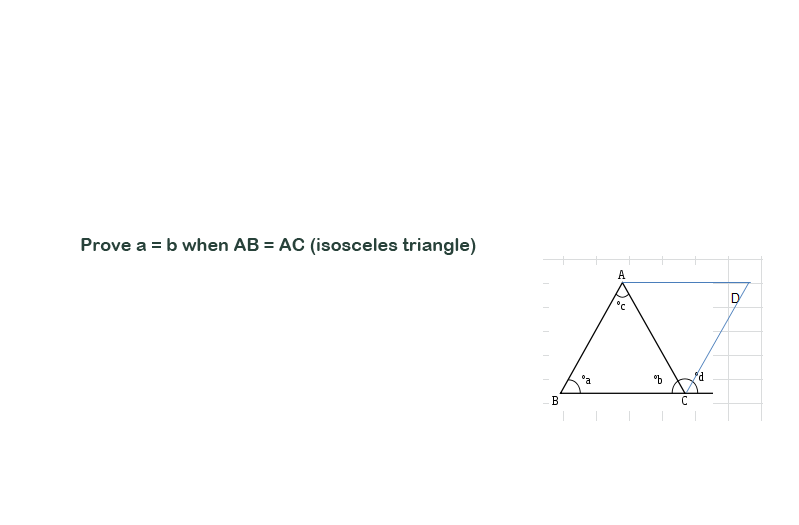 Prove a = b when AB = AC (isosceles triangle)
A
D
°c
°a
°b
°d
B
C